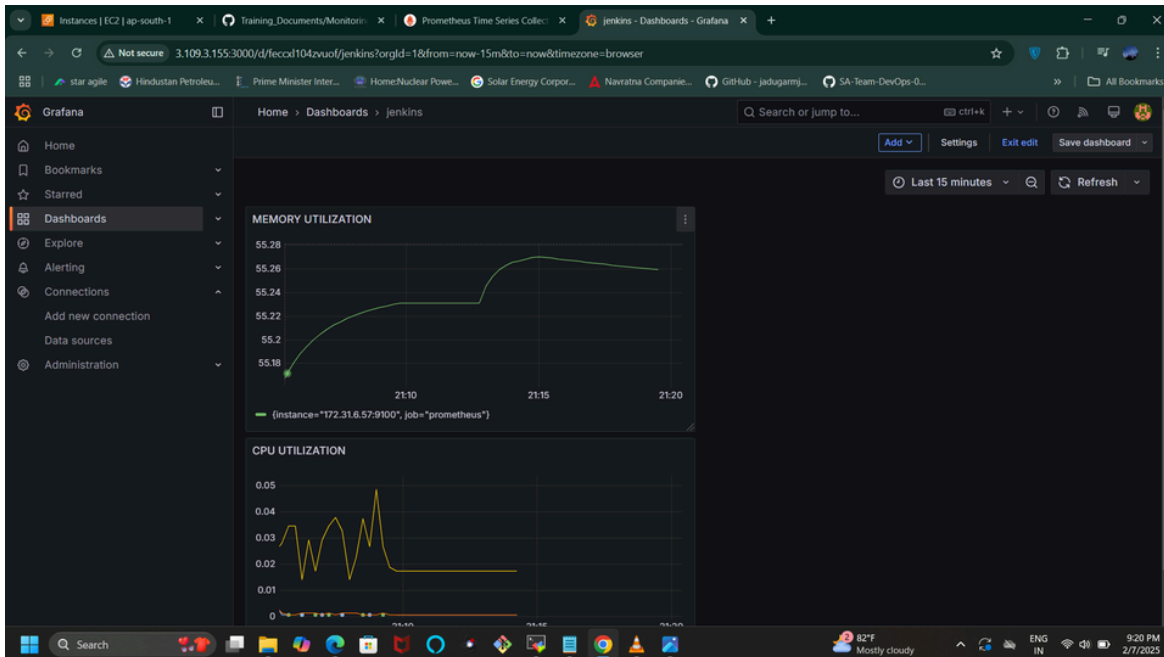 Instances | EC2 | ap-south-1
Training_Documents/Monitorin
Prometheus Time Series Collect
jenkins - Dashboards - Grafana
Not secure 3.109.3.155:3000/d/feccxl104zvuof/jenkins?orgId=1&from=now-15m&to=now&timezone=browser
star agile
Hindustan Petroleu...
Prime Minister Inter...
Home:Nuclear Powe...
Solar Energy Corpor...
Navratna Companie...
GitHub - jadugarmj...
SA-Team-DevOps-0...
All Bookmarks
Grafana
Home › Dashboards › jenkins
Search or jump to...
ctrl+k
Home
Bookmarks
Starred
Dashboards
Explore
Alerting
Connections
Add new connection
Data sources
Administration
Add
Settings
Exit edit
Save dashboard
Last 15 minutes
Refresh
MEMORY UTILIZATION
55.28
55.26
55.24
55.22
55.2
55.18
21:10 21:15 21:20
{instance="172.31.6.57:9100", job="prometheus"}
CPU UTILIZATION
0.05
0.04
0.03
0.02
0.01
0
21:10 21:15 21:20
Search
2
82°F
Mostly cloudy
ENG
IN
9:20 PM
2/7/2025